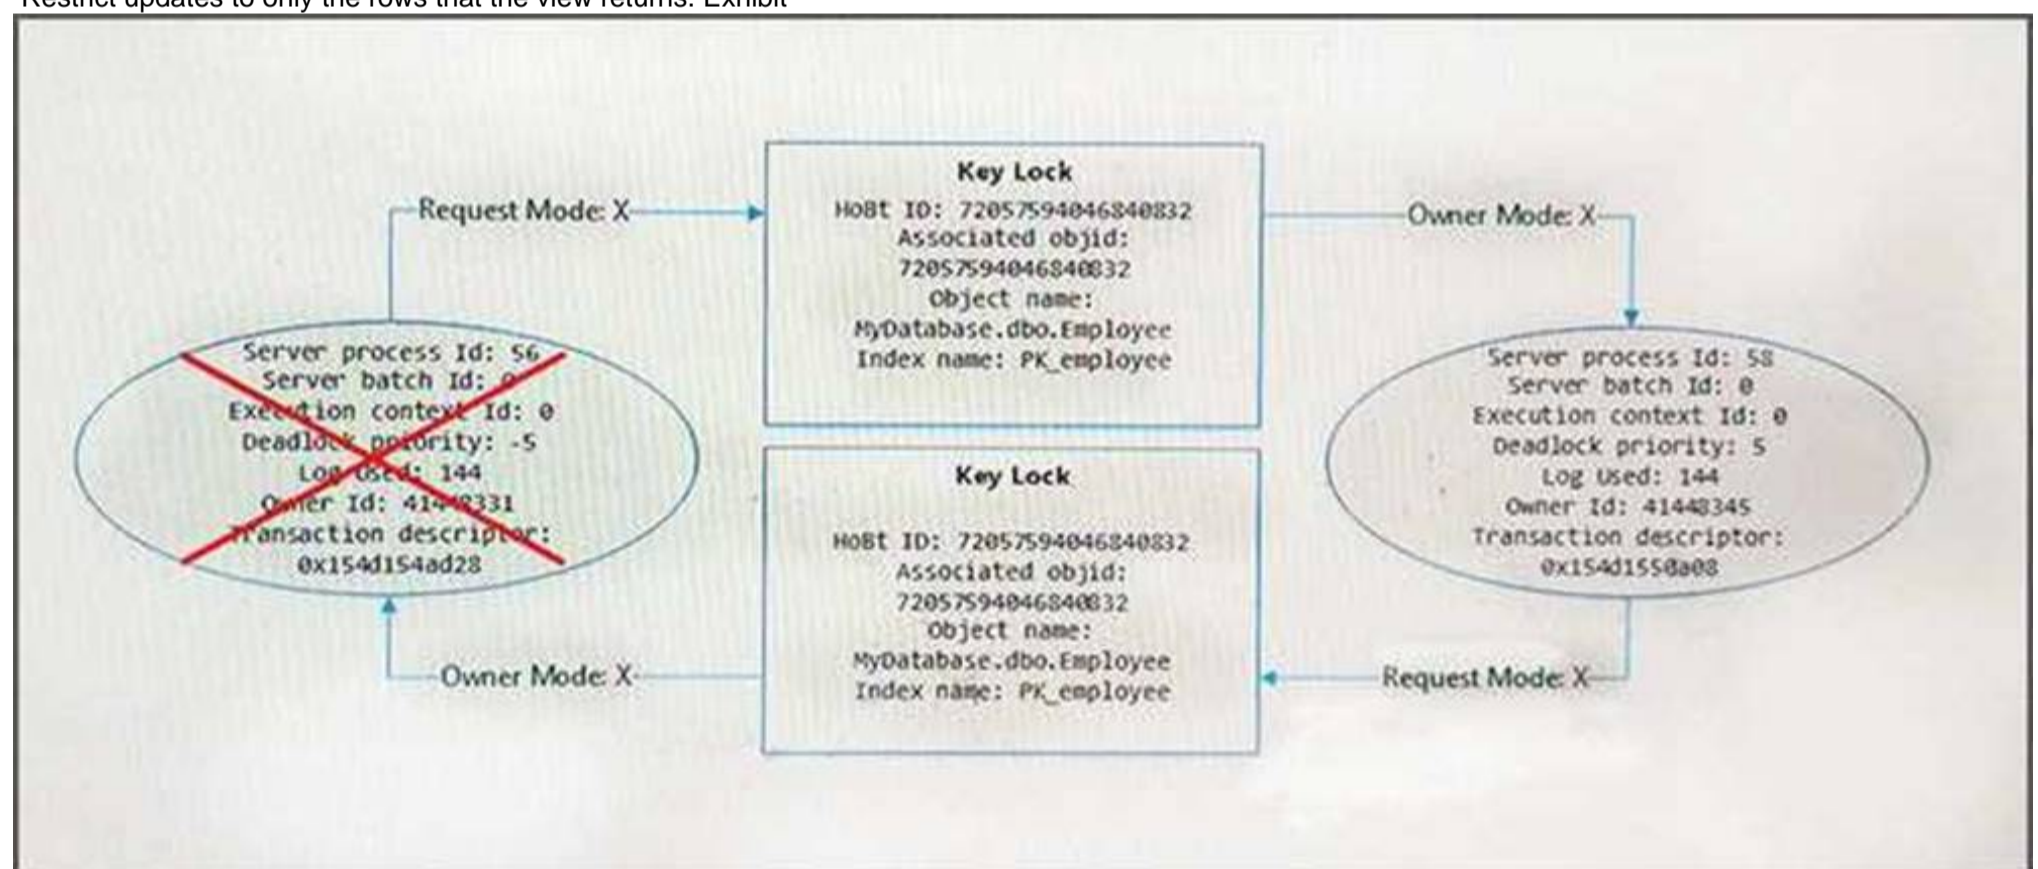 Restrict updates to only the rows that the view returns. Exhibit
Request Mode: X
Key Lock
HoBt ID: 72057594046840832
Associated objid:
72057594046840832
Object name:
MyDatabase.dbo.Employee
Index name: PK_employee
Owner Mode: X
Server process Id: 56
Server batch Id: 0
Execution context Id: 0
Deadlock priority: -5
Log Used: 144
Owner Id: 41448331
Transaction descriptor:
0x154d154ad28
Server process Id: 58
Server batch Id: 0
Execution context Id: 0
Deadlock priority: 5
Log Used: 144
Owner Id: 41448345
Transaction descriptor:
0x154d1550a08
Key Lock
HoBt ID: 72057594046840832
Associated objid:
72057594046840832
Object name:
MyDatabase.dbo.Employee
Index name: PK_employee
Owner Mode: X
Request Mode: X